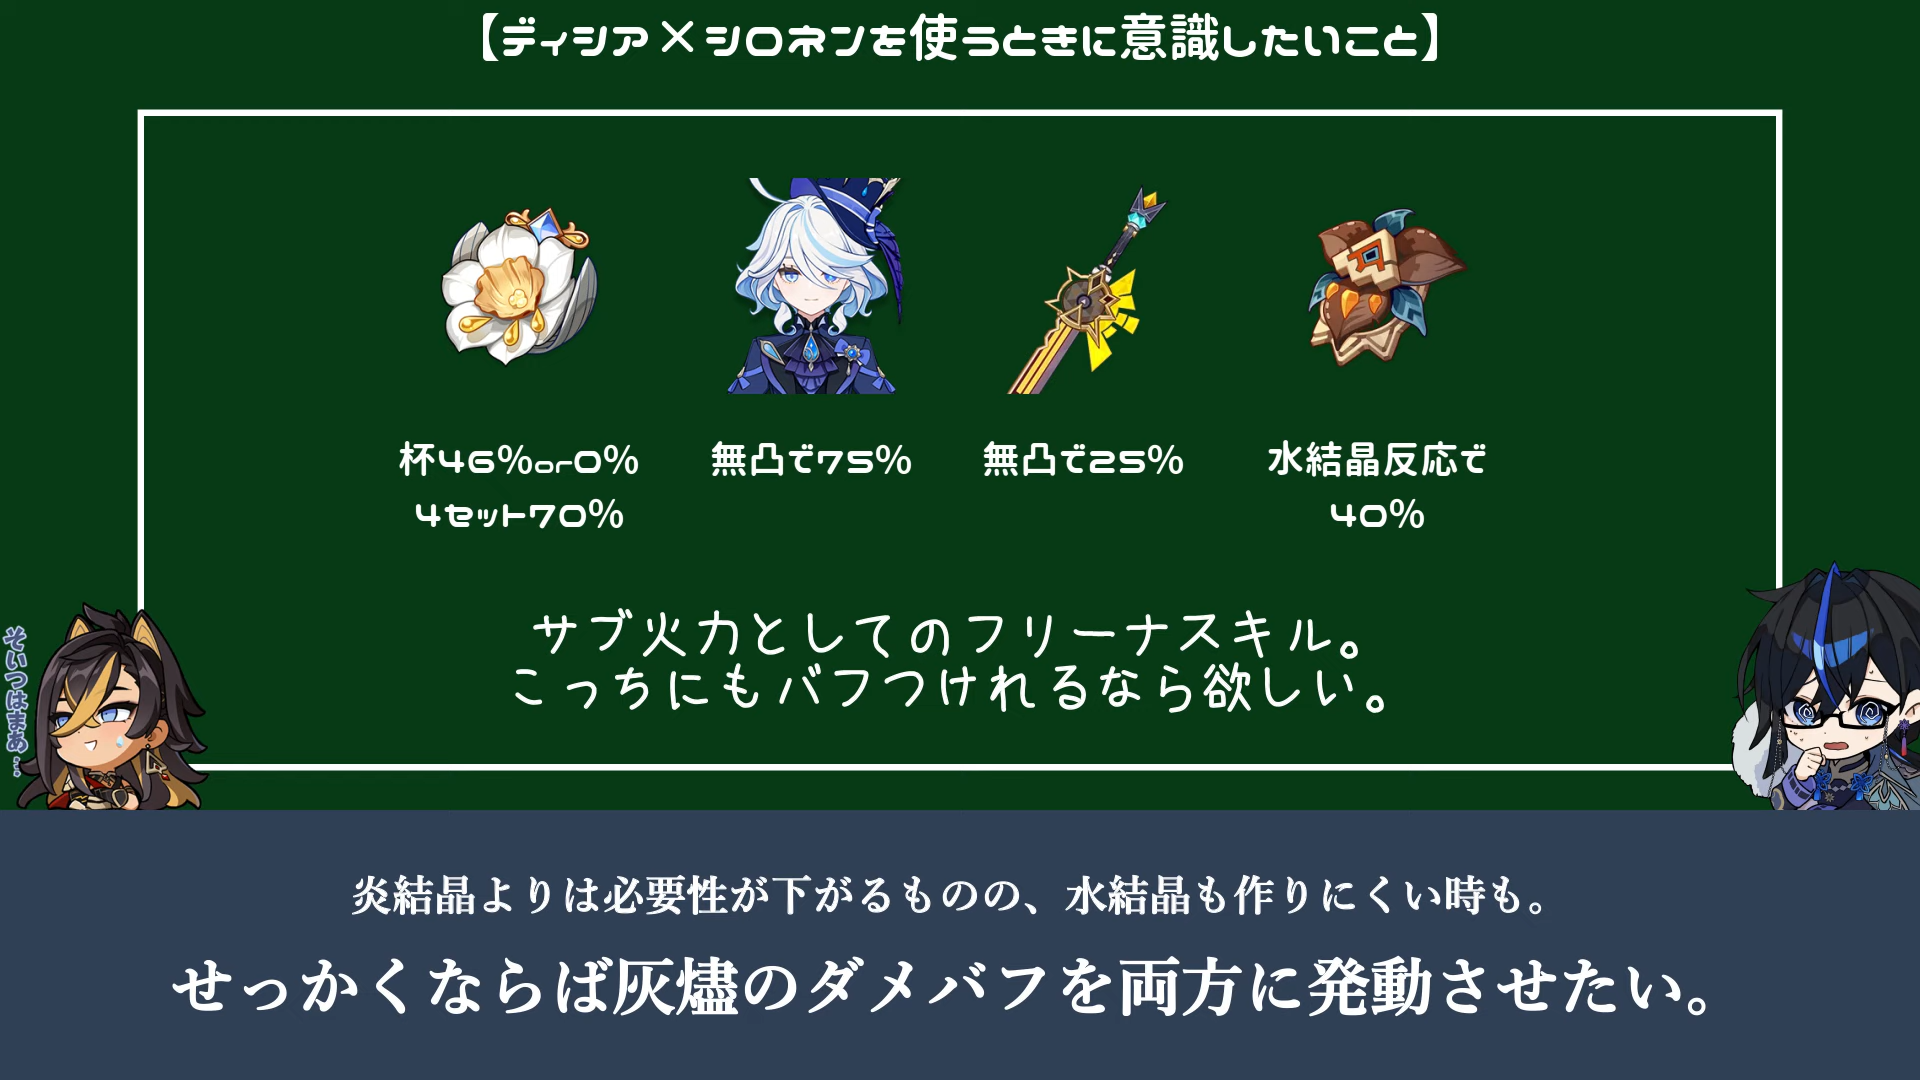 【ディシア×シロネンを使うときに意識したいこと】
杯46%or0%
4セット70%
無凸で75%
無凸で25%
水結晶反応で
40%
サブ火力としてのフリーナスキル。
こっちにもバフつけれるなら欲しい。
そいつはまあ…
炎結晶よりは必要性が下がるものの、水結晶も作りにくい時も。
せっかくならば灰燼のダメバフを両方に発動させたい。